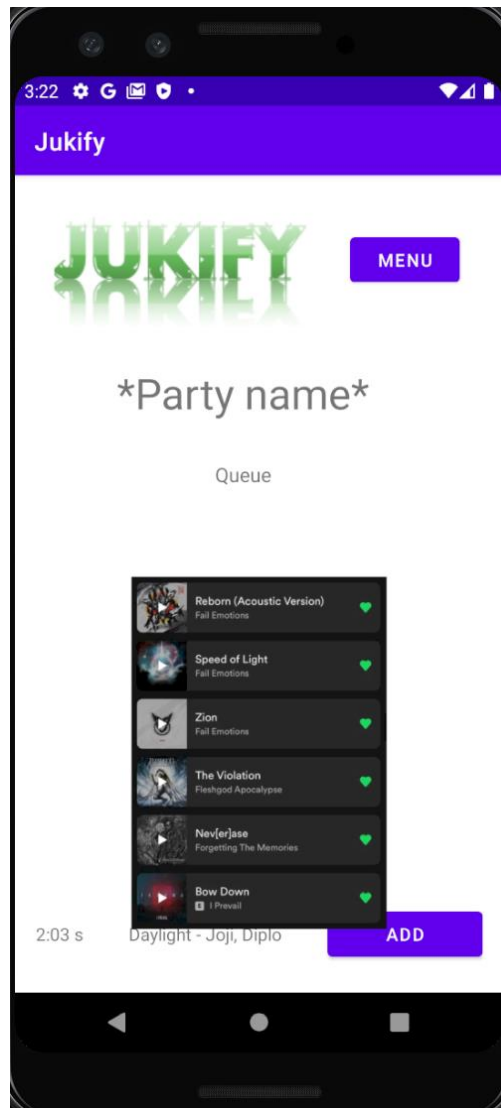 3:22 G
Jukify
JUKIFY
MENU
*Party name*
Queue
Reborn (Acoustic Version)
Fail Emotions
Speed of Light
Fail Emotions
Zion
Fail Emotions
The Violation
Fleshgod Apocalypse
Nev[er]ase
Forgetting The Memories
Bow Down
E I Prevail
2:03 s Daylight - Joji, Diplo ADD